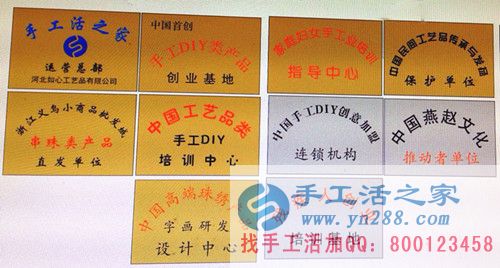 手工活之家
运营总部
河北如心工艺品有限公司
中国首创
手工DIY类产品
创业基地
家庭妇女手工业培训
指导中心
中国民间工艺品传承与发展
保护单位
浙江义乌小商品批发城
串珠类产品
直发单位
中国工艺品类
手工DIY
培训中心
中国手工DIY创意加盟
连锁机构
中国燕赵文化
推动者单位
中国高端珠绣
字画研发
设计中心
培训基地
手工活之家
www.yn288.com
找手工活加QQ：800123458